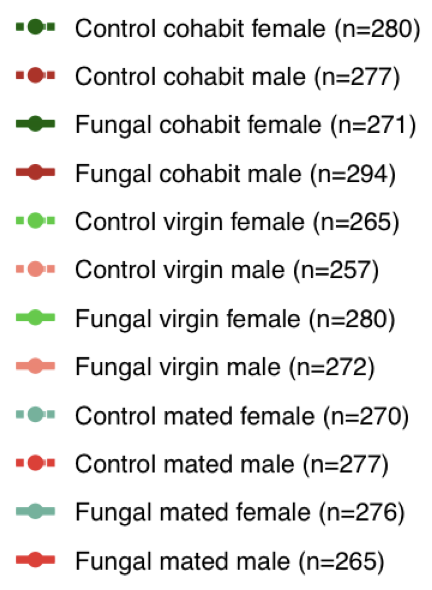 Control cohabit female (n=280)
Control cohabit male (n=277)
Fungal cohabit female (n=271)
Fungal cohabit male (n=294)
Control virgin female (n=265)
Control virgin male (n=257)
Fungal virgin female (n=280)
Fungal virgin male (n=272)
Control mated female (n=270)
Control mated male (n=277)
Fungal mated female (n=276)
Fungal mated male (n=265)